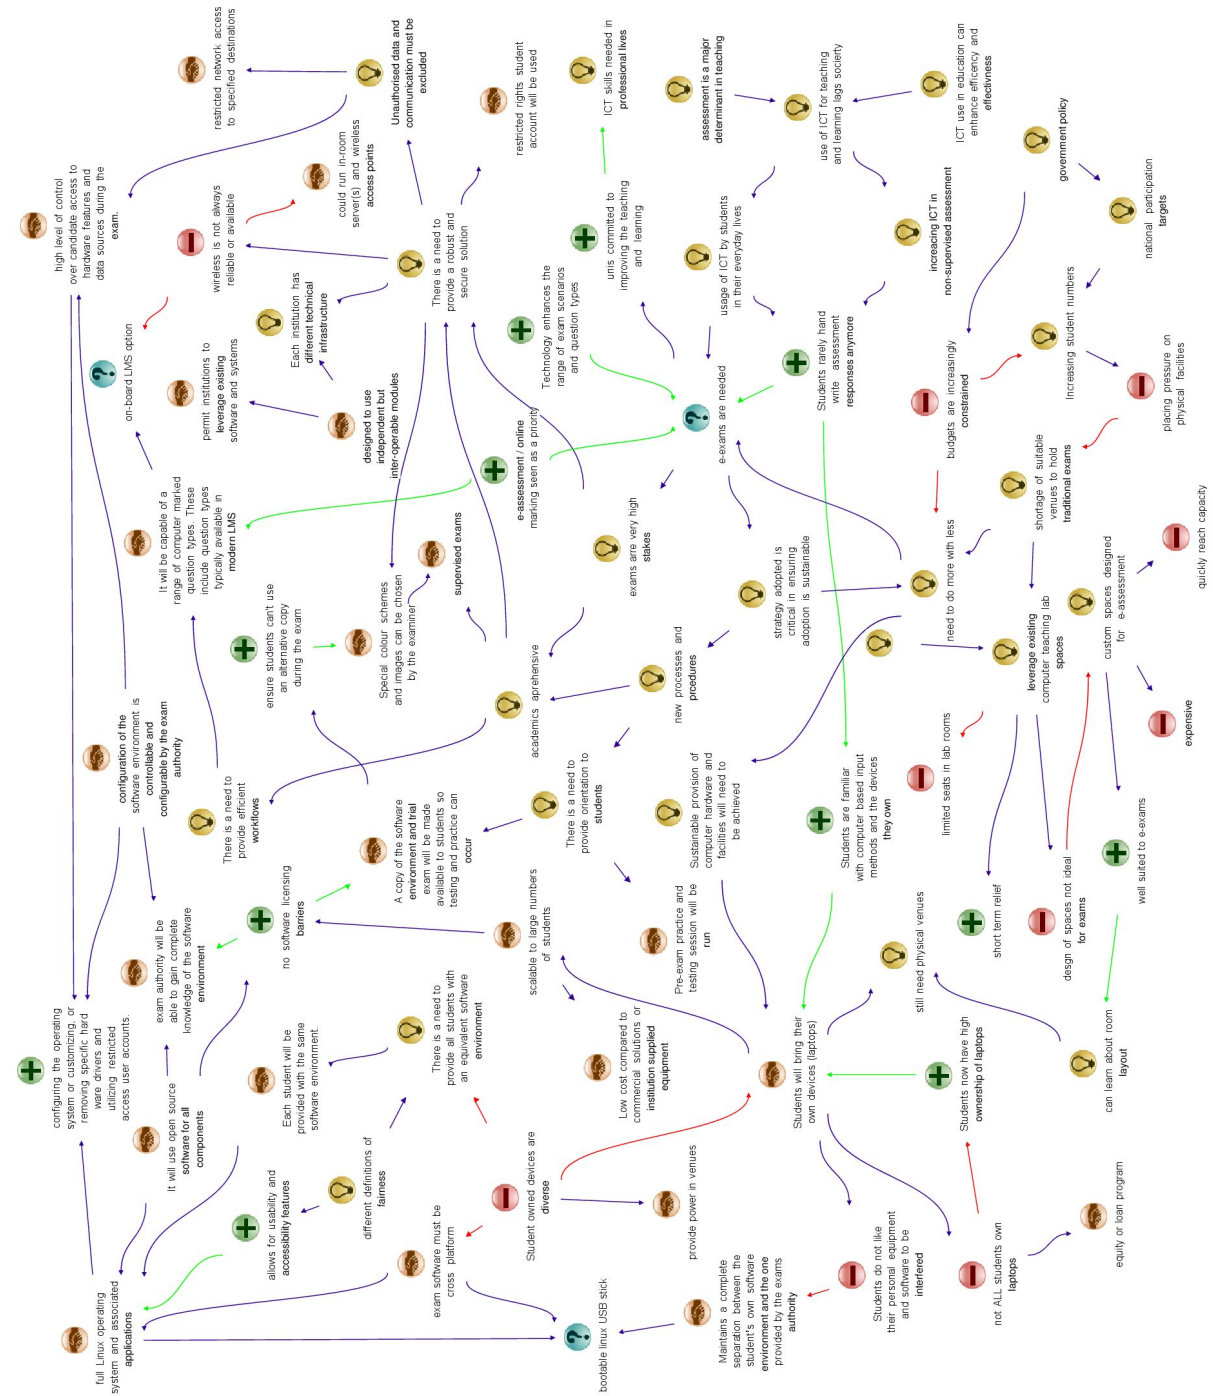 full Linux operating
system and associated
applications
configuring the operating
system or customizing, or
removing specific hard
ware drivers and
utilizing restricted
access user accounts.
It will use open source
software for all
components
exam authority will be
able to gain complete
knowledge of the software
environment
configuration of the
software environment is
controllable and
configurable by the exam
authority
high level of control
over candidate access to
hardware features and
data sources during the
exam.
restricted network access
to specified destinations
on-board LMS option
It will be capable of a
range of computer marked
question types. These
include question types
typically available in
modern LMS
permit institutions to
leverage existing
software and systems
wireless is not always
reliable or available
could run in-room
server(s) and wireless
access points
Unauthorised data and
communication must be
excluded
Each institution has
different technical
infrastructure
designed to use
independent but
inter-operable modules
There is a need to
provide a robust and
secure solution
restricted rights student
account will be used
There is a need to
provide efficient
workflows
ensure students can't use
an alternative copy
during the exam
Special colour schemes
and images can be chosen
by the examiner
supervised exams
no software licensing
barriers
A copy of the software
environment and trial
exam will be made
available to students so
testing and practice can
occur
allows for usability and
accessibility features
Each student will be
provided with the same
software environment.
different definitions of
fairness
There is a need to
provide all students with
an equivalent software
environment
exam software must be
cross platform
Student owned devices are
diverse
scalable to large numbers
of students
There is a need to
provide orientation to
students
academics aprehensive
e-assessment / online
marking seen as a priority
Technology enhances the
range of exam scenarios
and question types
unis committed to
improving the teaching
and learning
ICT skills needed in
professional lives
bootable linux USB stick
Low cost compared to
commercial solutions or
institution supplied
equipment
Pre-exam practice and
testing session will be
run
new processes and
prcedures
exams arre very high
stakes
e-exams are needed
usage of ICT by students
in their everyday lives
assessment is a major
determinant in teaching
provide power in venues
Sustainable provision of
computer hardware and
facilities will need to
be achieved
strategy adopted is
critical in ensuring
adoption is sustainable
Maintains a complete
separation between the
student's own software
environment and the one
provided by the exams
authority
Students will bring their
own devices (laptops)
Students are familiar
with computer based input
methods and the devices
they own
Students rarely hand
write assessment
responses anymore
use of ICT for teaching
and learning lags socierty
ICT use in education can
enhance efficency and
effectivness
increacing ICT in
non-supervised assessment
Students do not like
their personal equipment
and software to be
interfered
still need physical venues
limited seats in lab rooms
need to do more with less
budgets are increasingly
constrained
government policy
not ALL students own
laptops
Students now have high
ownership of laptops
short term relief
leverage existing
computer teaching lab
spaces
shortage of suitable
venues to hold
traditional exams
Increasing student numbers
national participation
targets
desgn of spaces not ideal
for exams
equity or loan program
can learn about room
layout
well suited to e-exams
custom spaces designed
for e-assessment
placing pressure on
physical facilities
expensive
quickly reach capacity